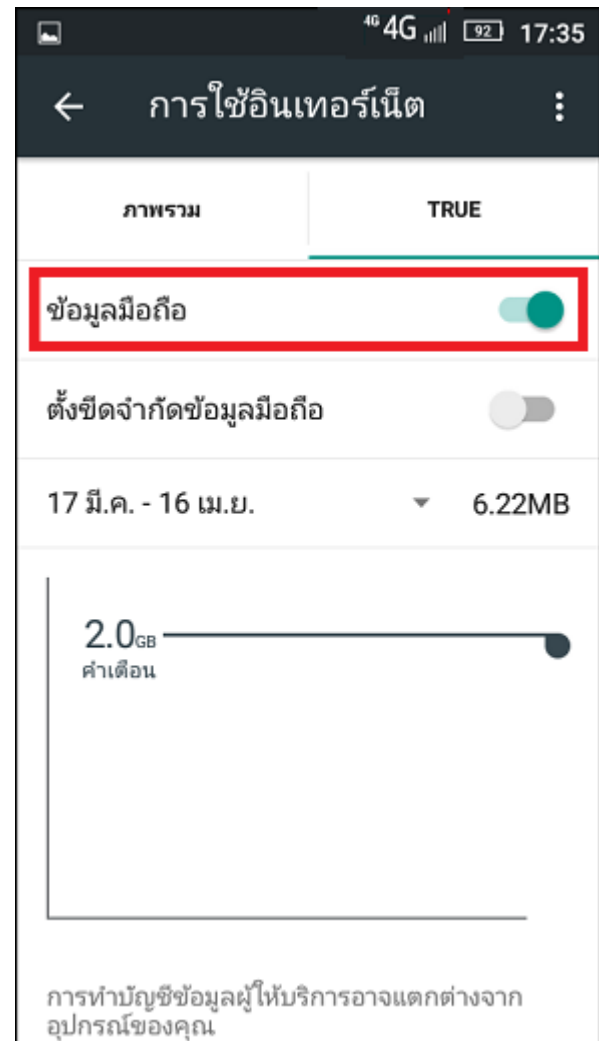 4G 4G 92 17:35
การใช้อินเทอร์เน็ต
ภาพรวม TRUE
ข้อมูลมือถือ
ตั้งขีดจำกัดข้อมูลมือถือ
17 มี.ค. - 16 เม.ย. 6.22MB
2.0GB
คำเตือน
การทำบัญชีข้อมูลผู้ให้บริการอาจแตกต่างจาก
อุปกรณ์ของคุณ